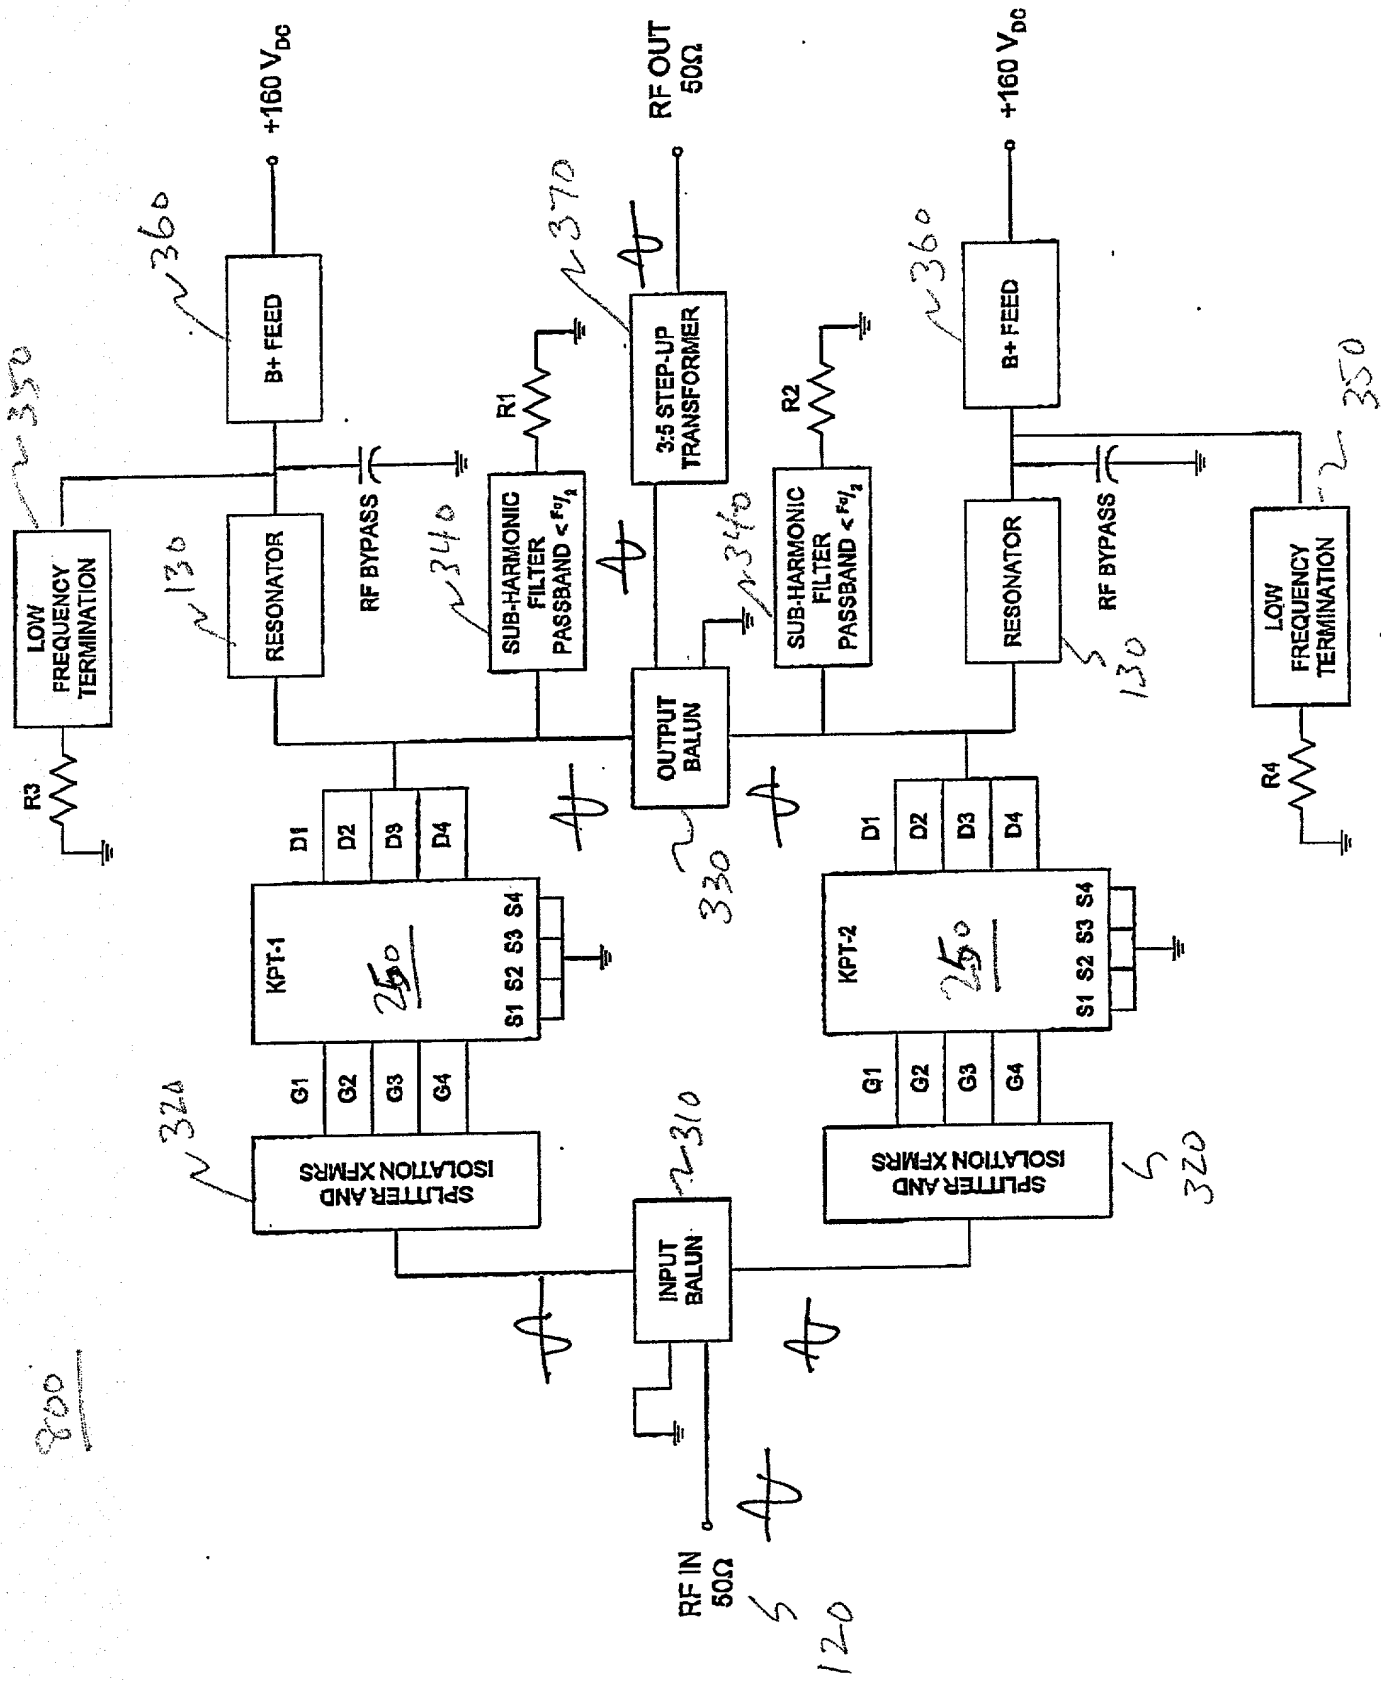 800
LOW
FREQUENCY
TERMINATION
R3
350
RESONATOR
130
B+ FEED
360
+160 VDC
RF BYPASS
SPLITTER AND
ISOLATION XFMRS
320
G1
G2
G3
G4
KPT-1
250
S1 S2 S3 S4
D1
D2
D3
D4
SUB-HARMONIC
FILTER
PASSBAND < Fo/2
340
R1
RF IN
50Ω
120
INPUT
BALUN
310
OUTPUT
BALUN
330
3:5 STEP-UP
TRANSFORMER
370
RF OUT
50Ω
SUB-HARMONIC
FILTER
PASSBAND < Fo/2
340
R2
SPLITTER AND
ISOLATION XFMRS
320
G1
G2
G3
G4
KPT-2
250
S1 S2 S3 S4
D1
D2
D3
D4
RESONATOR
130
B+ FEED
360
+160 VDC
RF BYPASS
R4
LOW
FREQUENCY
TERMINATION
350